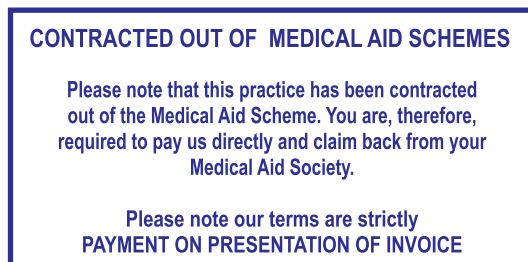 CONTRACTED OUT OF MEDICAL AID SCHEMES
Please note that this practice has been contracted
out of the Medical Aid Scheme. You are, therefore,
required to pay us directly and claim back from your
Medical Aid Society.
Please note our terms are strictly
PAYMENT ON PRESENTATION OF INVOICE